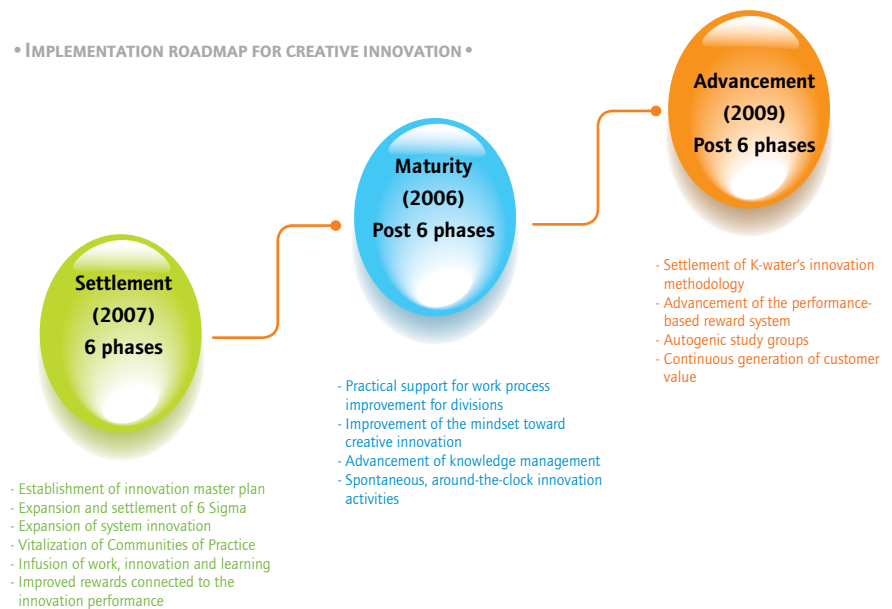 • IMPLEMENTATION ROADMAP FOR CREATIVE INNOVATION •
Settlement
(2007)
6 phases
- Establishment of innovation master plan
- Expansion and settlement of 6 Sigma
- Expansion of system innovation
- Vitalization of Communities of Practice
- Infusion of work, innovation and learning
- Improved rewards connected to the
innovation performance
Maturity
(2006)
Post 6 phases
- Practical support for work process
improvement for divisions
- Improvement of the mindset toward
creative innovation
- Advancement of knowledge management
- Spontaneous, around-the-clock innovation
activities
Advancement
(2009)
Post 6 phases
- Settlement of K-water's innovation
methodology
- Advancement of the performance-
based reward system
- Autogenic study groups
- Continuous generation of customer
value